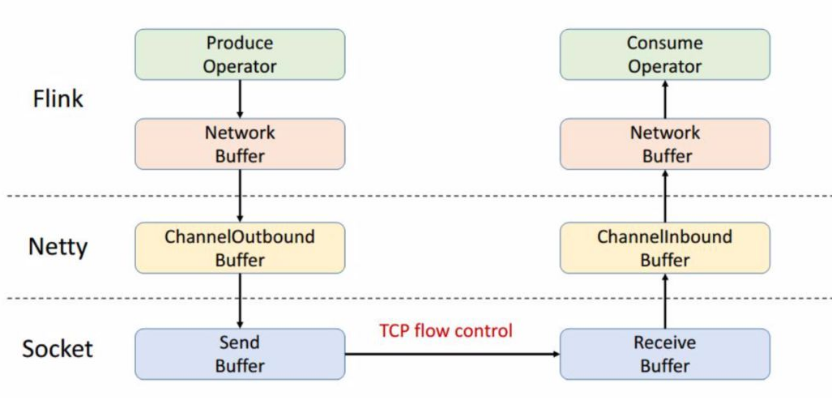 Flink
Produce
Operator
Consume
Operator
Network
Buffer
Network
Buffer
Netty
ChannelOutbound
Buffer
ChannelInbound
Buffer
Socket
Send
Buffer
TCP flow control
Receive
Buffer